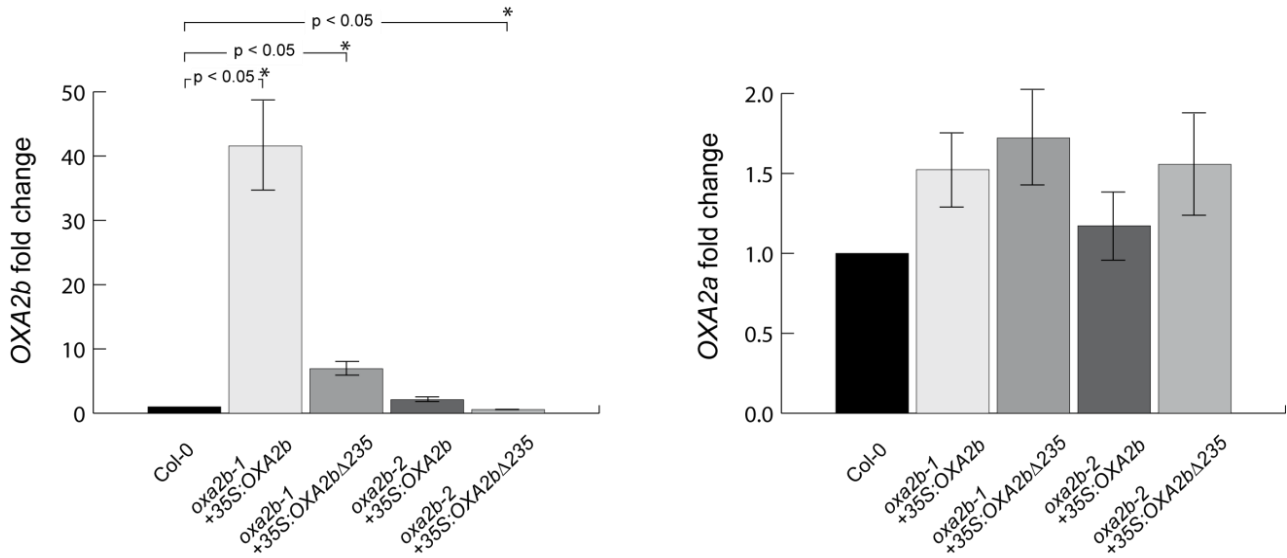 *
p < 0.05
*
p < 0.05
*
p < 0.05
OXA2b fold change
50
40
30
20
10
0
Col-0
oxa2b-1
+35S:OXA2b
oxa2b-1
+35S:OXA2bΔ235
oxa2b-2
+35S:OXA2b
oxa2b-2
+35S:OXA2bΔ235
OXA2a fold change
2.0
1.5
1.0
0.5
0.0
Col-0
oxa2b-1
+35S:OXA2b
oxa2b-1
+35S:OXA2bΔ235
oxa2b-2
+35S:OXA2b
oxa2b-2
+35S:OXA2bΔ235